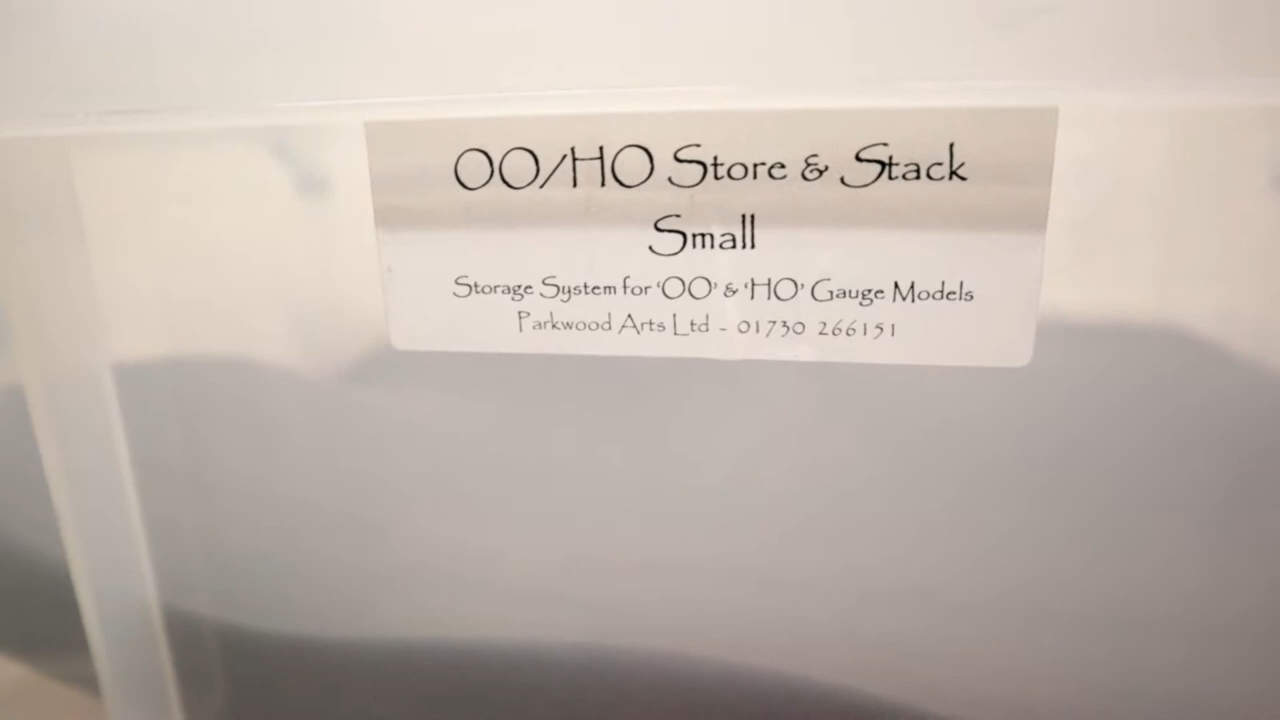 OO/HO Store & Stack
Small
Storage System for ‘OO’ & ‘HO’ Gauge Models
Parkwood Arts Ltd - 01730 266151